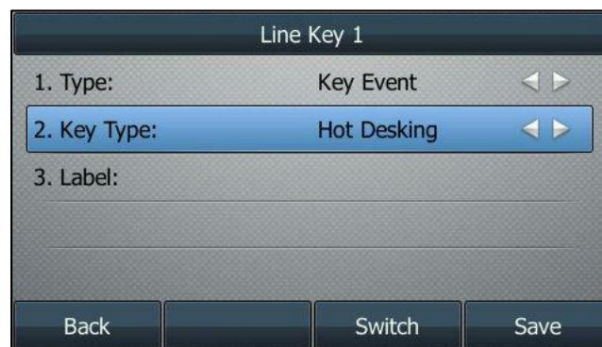 Line Key 1
1. Type: Key Event
2. Key Type: Hot Desking
3. Label:
Back Switch Save